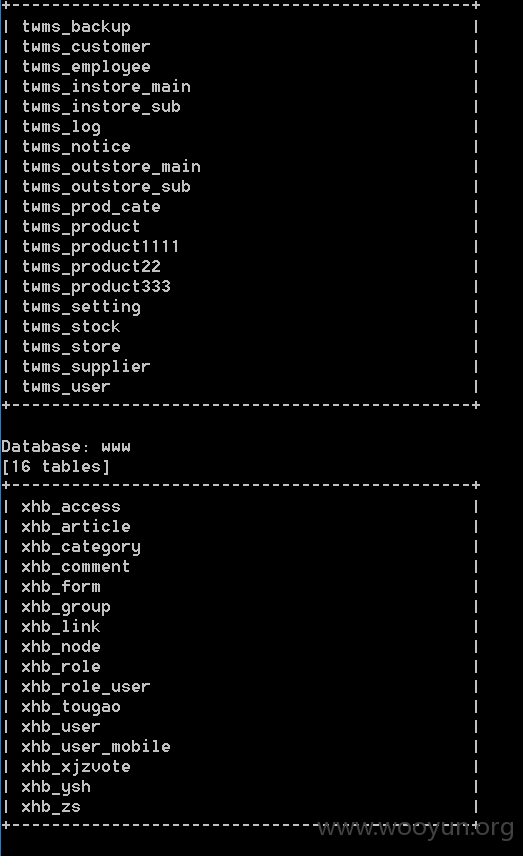 +-----------------------------------------------+
| twms_backup |
| twms_customer |
| twms_employee |
| twms_instore_main |
| twms_instore_sub |
| twms_log |
| twms_notice |
| twms_outstore_main |
| twms_outstore_sub |
| twms_prod_cate |
| twms_product |
| twms_product1111 |
| twms_product22 |
| twms_product333 |
| twms_setting |
| twms_stock |
| twms_store |
| twms_supplier |
| twms_user |
+-----------------------------------------------+
Database: www
[16 tables]
+-----------------------------------------------+
| xhb_access |
| xhb_article |
| xhb_category |
| xhb_comment |
| xhb_form |
| xhb_group |
| xhb_link |
| xhb_node |
| xhb_role |
| xhb_role_user |
| xhb_tougao |
| xhb_user |
| xhb_user_mobile |
| xhb_xjzvote |
| xhb_ysh |
| xhb_zs |
+-----------------------------------------------+
www.wooyun.org